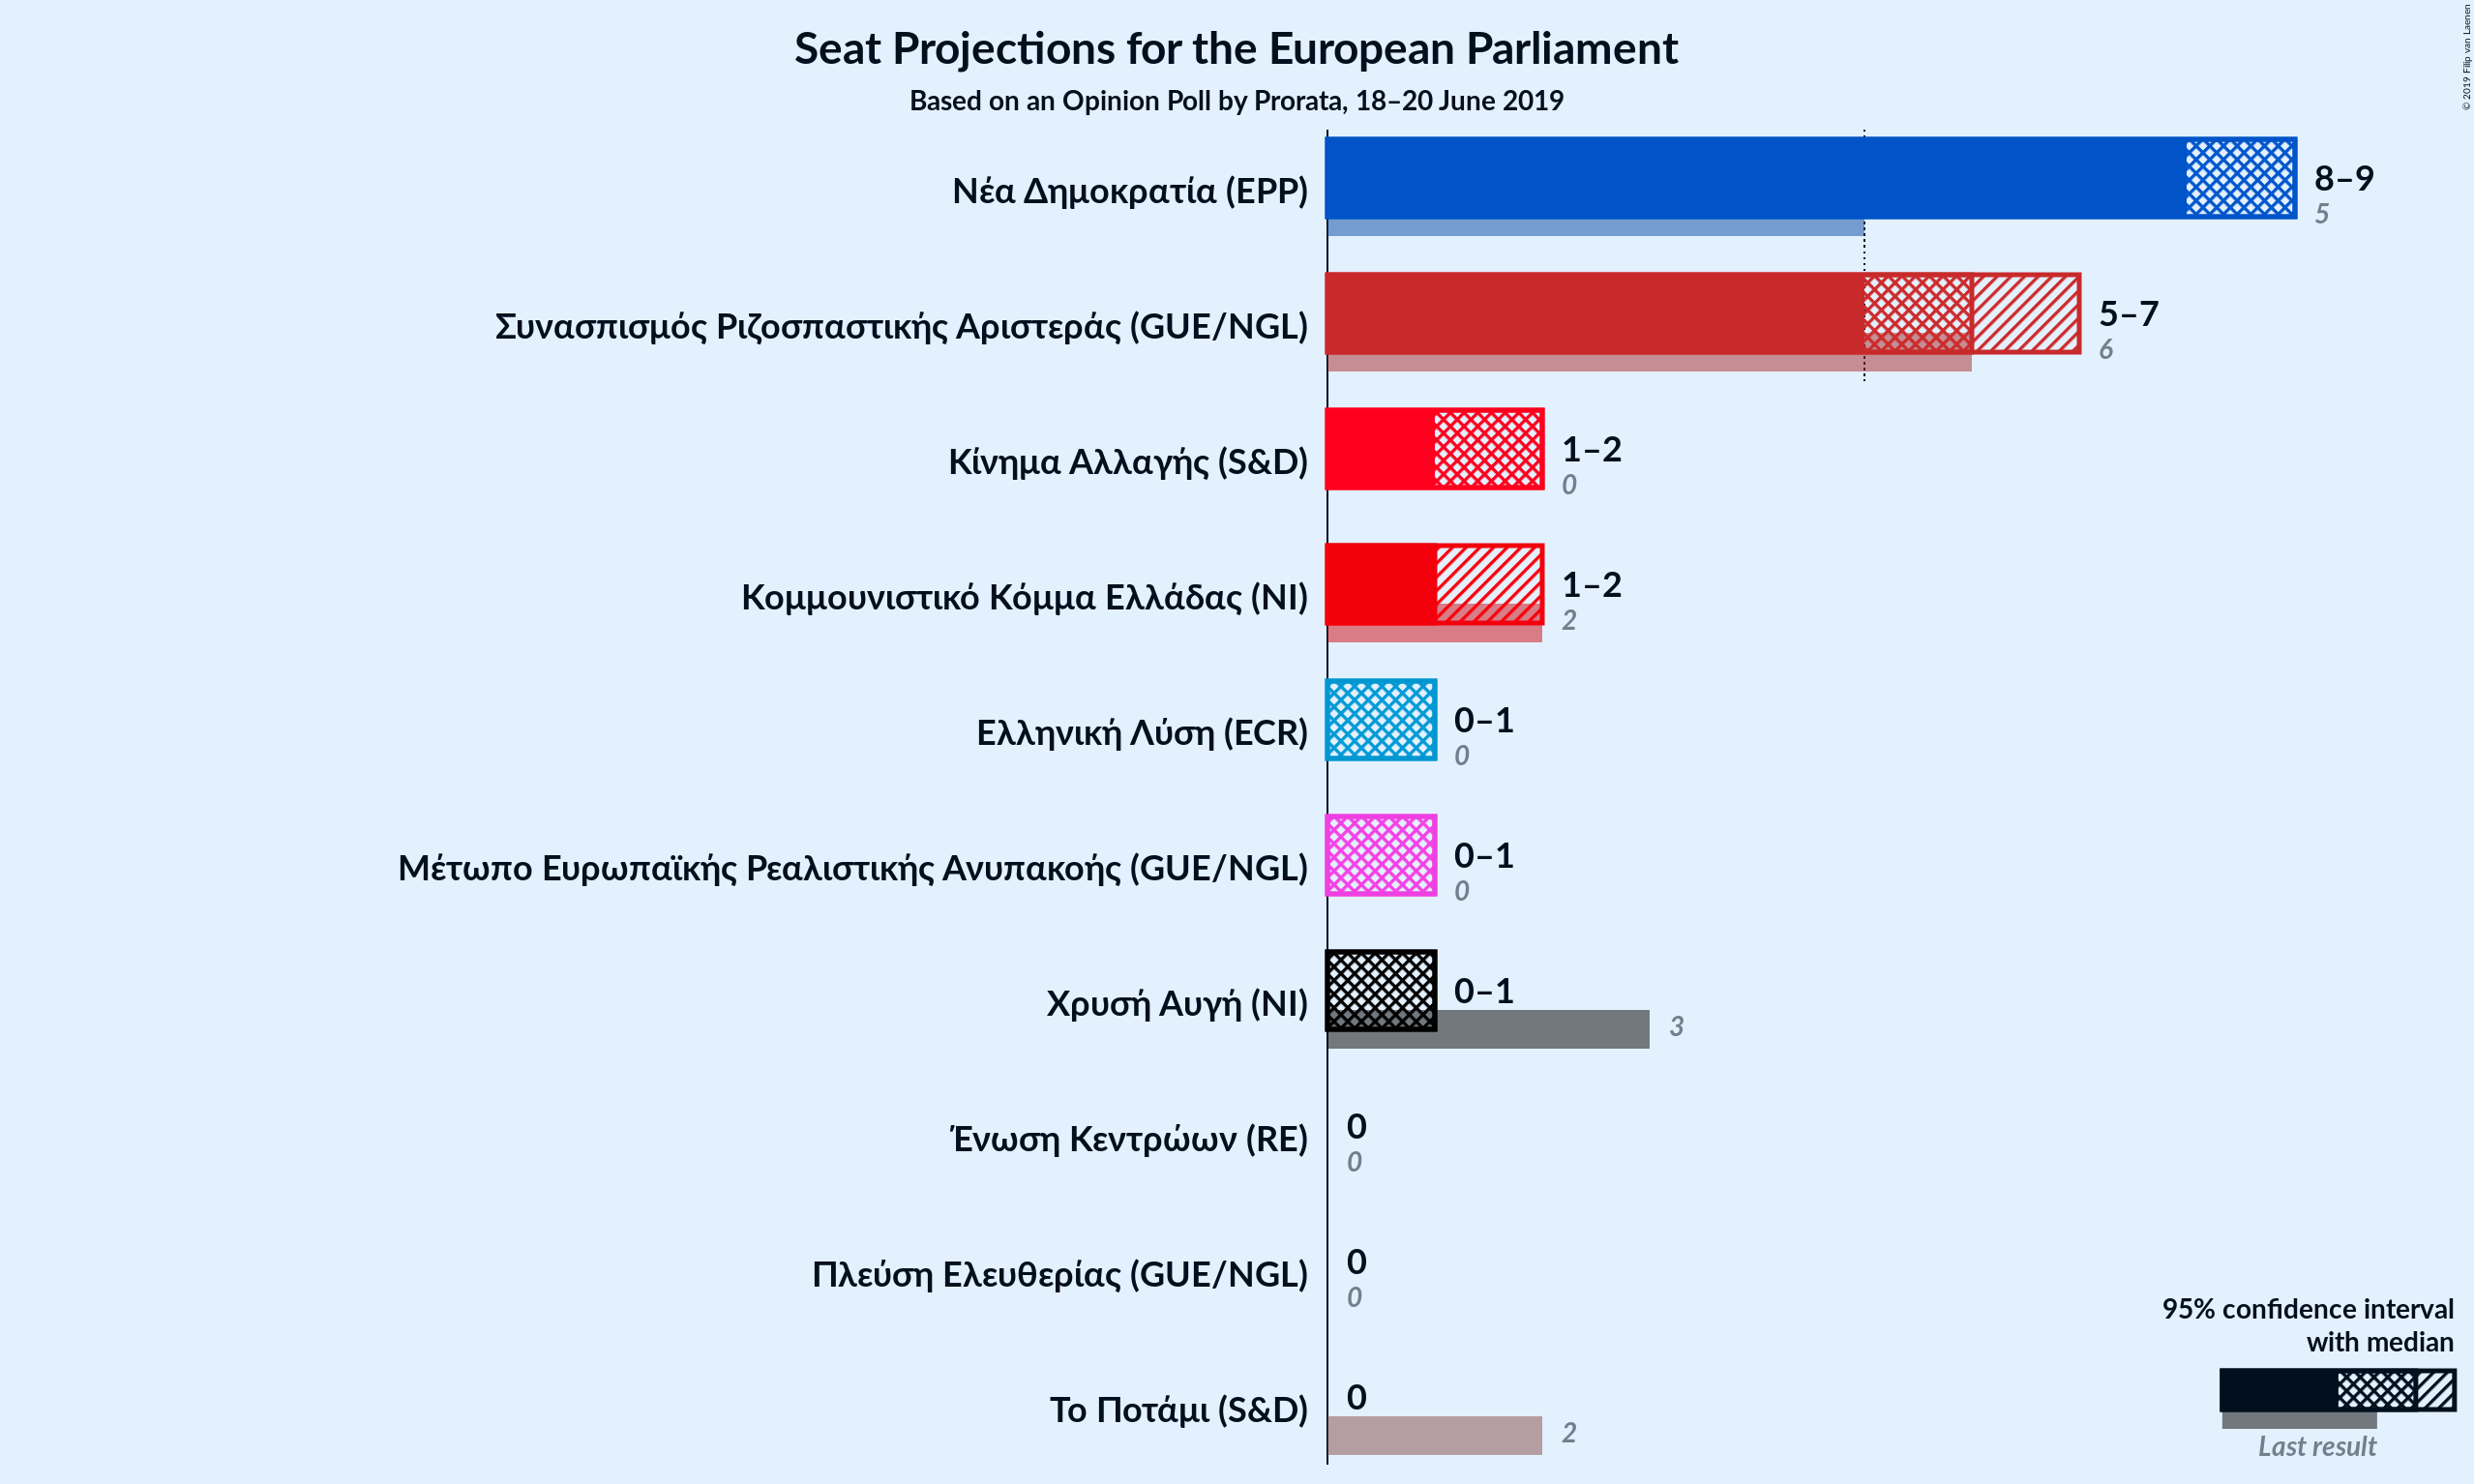 Seat Projections for the European Parliament
Based on an Opinion Poll by Prorata, 18–20 June 2019
© 2019 Filip van Laenen
Νέα Δημοκρατία (EPP)
8–9
5
Συνασπισμός Ριζοσπαστικής Αριστεράς (GUE/NGL)
5–7
6
Κίνημα Αλλαγής (S&D)
1–2
0
Κομμουνιστικό Κόμμα Ελλάδας (NI)
1–2
2
Ελληνική Λύση (ECR)
0–1
0
Μέτωπο Ευρωπαϊκής Ρεαλιστικής Ανυπακοής (GUE/NGL)
0–1
0
Χρυσή Αυγή (NI)
0–1
3
Ένωση Κεντρώων (RE)
0
0
Πλεύση Ελευθερίας (GUE/NGL)
0
0
Το Ποτάμι (S&D)
0
2
95% confidence interval
with median
Last result